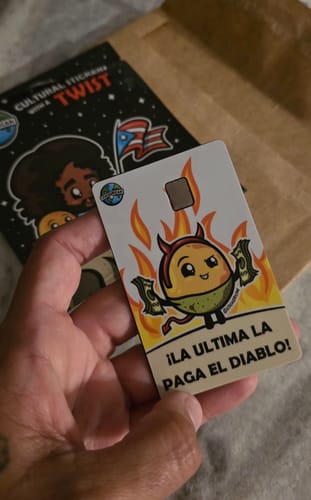 CULTURAL STICKERS
WITH A TWIST
¡LA ULTIMA LA
PAGA EL DIABLO!